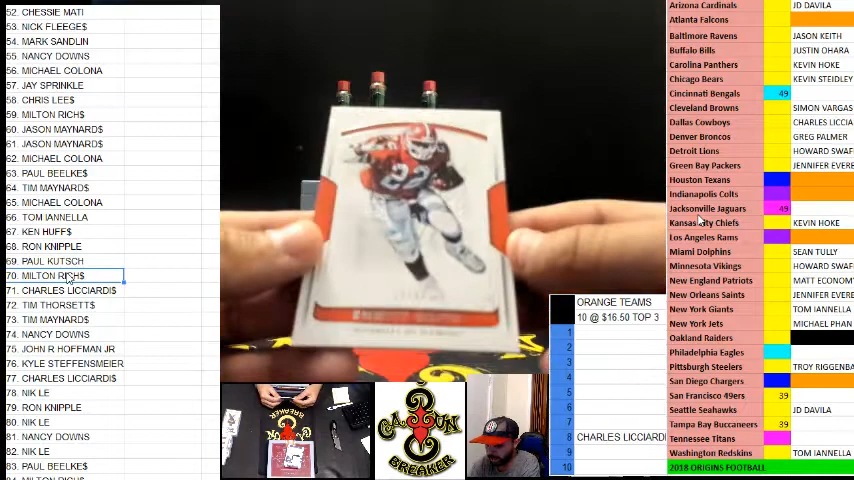 52. CHESSIE MATI
53. NICK FLEEGE$
54. MARK SANDLIN
55. NANCY DOWNS
56. MICHAEL COLONA
57. JAY SPRINKLE
58. CHRIS LEE$
59. MILTON RICH$
60. JASON MAYNARD$
61. JASON MAYNARD$
62. MICHAEL COLONA
63. PAUL BEELKE$
64. TIM MAYNARD$
65. MICHAEL COLONA
66. TOM IANNELLA
67. KEN HUFF$
68. RON KNIPPLE
69. PAUL KUTSCH
70. MILTON RICH$
71. CHARLES LICCIARDI$
72. TIM THORSETT$
73. TIM MAYNARD$
74. NANCY DOWNS
75. JOHN R HOFFMAN JR
76. KYLE STEFFENSMEIER
77. CHARLES LICCIARDI$
78. NIK LE
79. RON KNIPPLE
80. NIK LE
81. NANCY DOWNS
82. NIK LE
83. PAUL BEELKE$
84. MILTON RICH$
22
CAJUN
BREAKER
ORANGE TEAMS
10 @ $16.50 TOP 3
1
2
3
4
5
6
7
8 CHARLES LICCIARDI
9
10
Arizona Cardinals JD DAVILA
Atlanta Falcons
Baltimore Ravens JASON KEITH
Buffalo Bills JUSTIN OHARA
Carolina Panthers KEVIN HOKE
Chicago Bears KEVIN STEIDLEY
Cincinnati Bengals 49
Cleveland Browns SIMON VARGAS
Dallas Cowboys CHARLES LICCIA
Denver Broncos GREG PALMER
Detroit Lions HOWARD SWAF
Green Bay Packers JENNIFER EVERE
Houston Texans
Indianapolis Colts
Jacksonville Jaguars 49
Kansas City Chiefs KEVIN HOKE
Los Angeles Rams
Miami Dolphins SEAN TULLY
Minnesota Vikings HOWARD SWAF
New England Patriots MATT ECONOM
New Orleans Saints JENNIFER EVERE
New York Giants TOM IANNELLA
New York Jets MICHAEL PHAN
Oakland Raiders
Philadelphia Eagles
Pittsburgh Steelers TROY RIGGENBA
San Diego Chargers
San Francisco 49ers 39
Seattle Seahawks JD DAVILA
Tampa Bay Buccaneers 39
Tennessee Titans
Washington Redskins TOM IANNELLA
2018 ORIGINS FOOTBALL